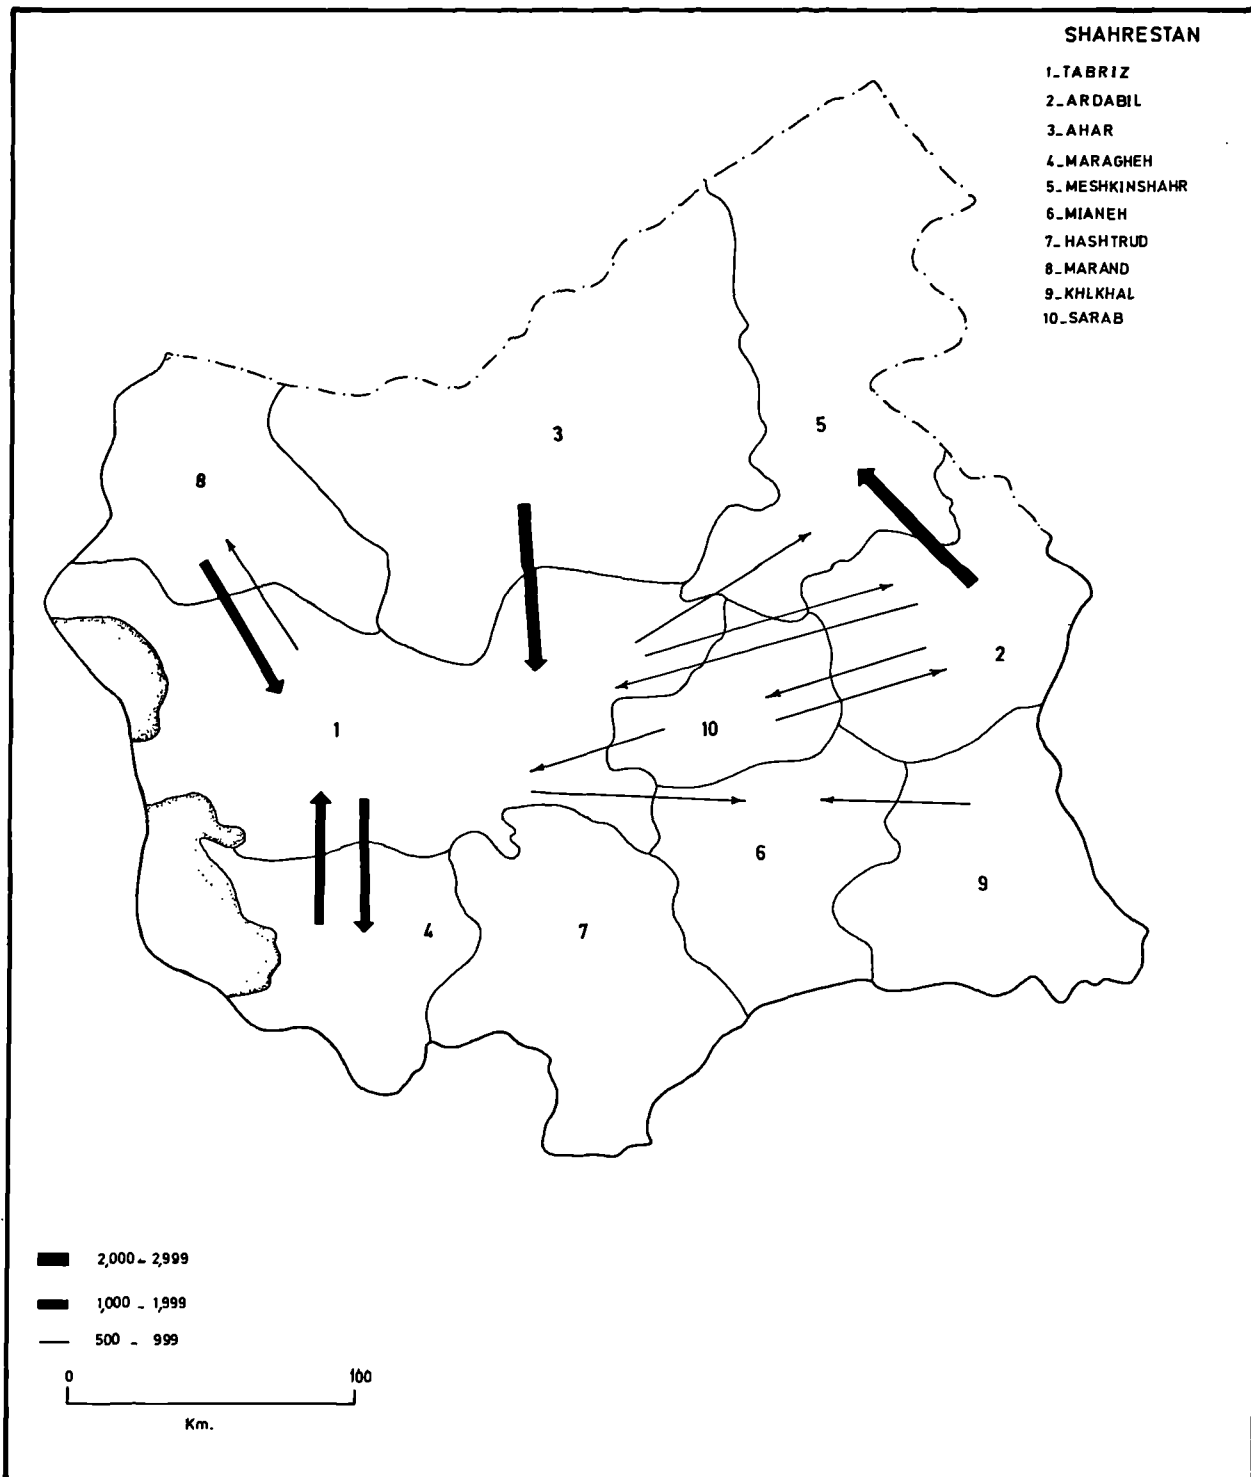 SHAHRESTAN
1_TABRIZ
2_ARDABIL
3_AHAR
4_MARAGHEH
5_MESHKINSHAHR
6_MIANEH
7_HASHTRUD
8_MARAND
9_KHLKHAL
10_SARAB
3
5
8
2
1
10
6
9
4
7
2,000 - 2,999
1,000 - 1,999
500 - 999
0 100
Km.